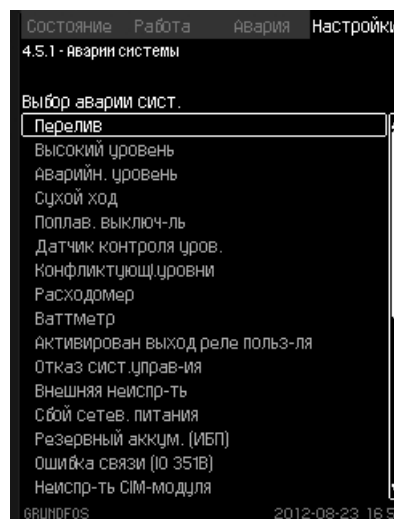 Состояние Работа Авария Настройки
4.5.1 - Аварии системы
Выбор аварии сист.
Перелив
Высокий уровень
Аварийн. уровень
Сухой ход
Поплав. выключ-ль
Датчик контроля уров.
Конфликтующ.уровни
Расходомер
Ваттметр
Активирован выход реле польз-ля
Отказ сист.управ-ия
Внешняя неиспр-ть
Сбой сетев. питания
Резервный аккум. (ИБП)
Ошибка связи (IO 351B)
Неиспр-ть CIM-модуля
GRUNDFOS 2012-08-23 16:5